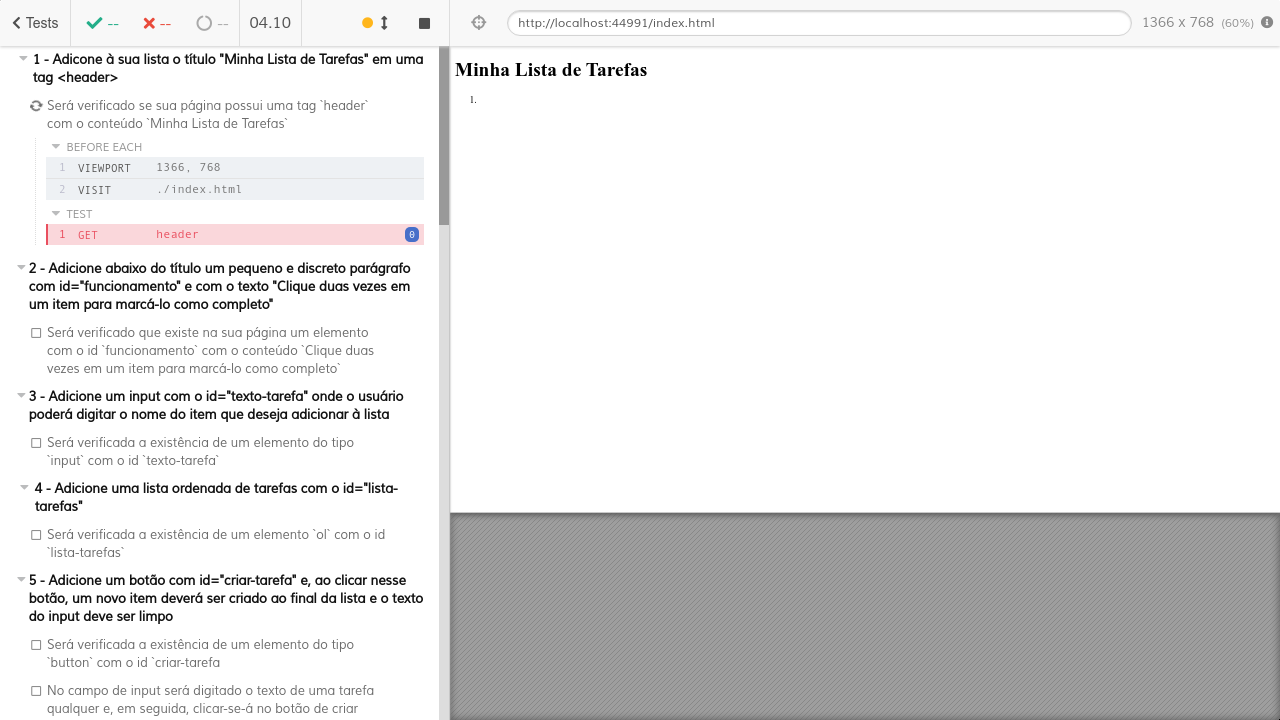 Tests
--
--
--
04.10
http://localhost:44991/index.html
1366 x 768 (60%)
1 - Adicone à sua lista o título "Minha Lista de Tarefas" em uma
tag <header>
Será verificado se sua página possui uma tag `header`
com o conteúdo `Minha Lista de Tarefas`
BEFORE EACH
1 VIEWPORT 1366, 768
2 VISIT ./index.html
TEST
1 GET header 0
2 - Adicione abaixo do título um pequeno e discreto parágrafo
com id="funcionamento" e com o texto "Clique duas vezes em
um item para marcá-lo como completo"
Será verificado que existe na sua página um elemento
com o id `funcionamento` com o conteúdo `Clique duas
vezes em um item para marcá-lo como completo`
3 - Adicione um input com o id="texto-tarefa" onde o usuário
poderá digitar o nome do item que deseja adicionar à lista
Será verificada a existência de um elemento do tipo
`input` com o id `texto-tarefa`
4 - Adicione uma lista ordenada de tarefas com o id="lista-
tarefas"
Será verificada a existência de um elemento `ol` com o id
`lista-tarefas`
5 - Adicione um botão com id="criar-tarefa" e, ao clicar nesse
botão, um novo item deverá ser criado ao final da lista e o texto
do input deve ser limpo
Será verificada a existência de um elemento do tipo
`button` com o id `criar-tarefa
No campo de input será digitado o texto de uma tarefa
qualquer e, em seguida, clicar-se-á no botão de criar
Minha Lista de Tarefas
1.